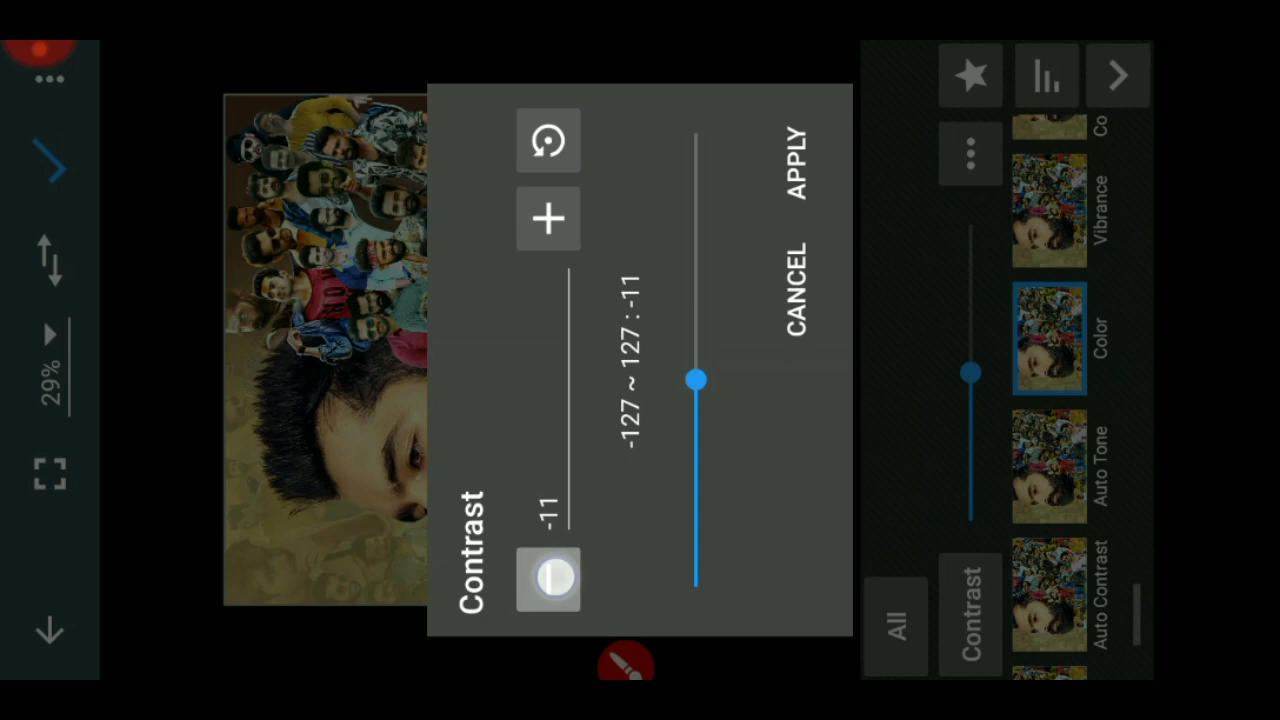 29%
Contrast
-11
-127 ~ 127 : -11
CANCEL APPLY
All
Contrast
Auto Contrast
Auto Tone
Color
Vibrance
Co